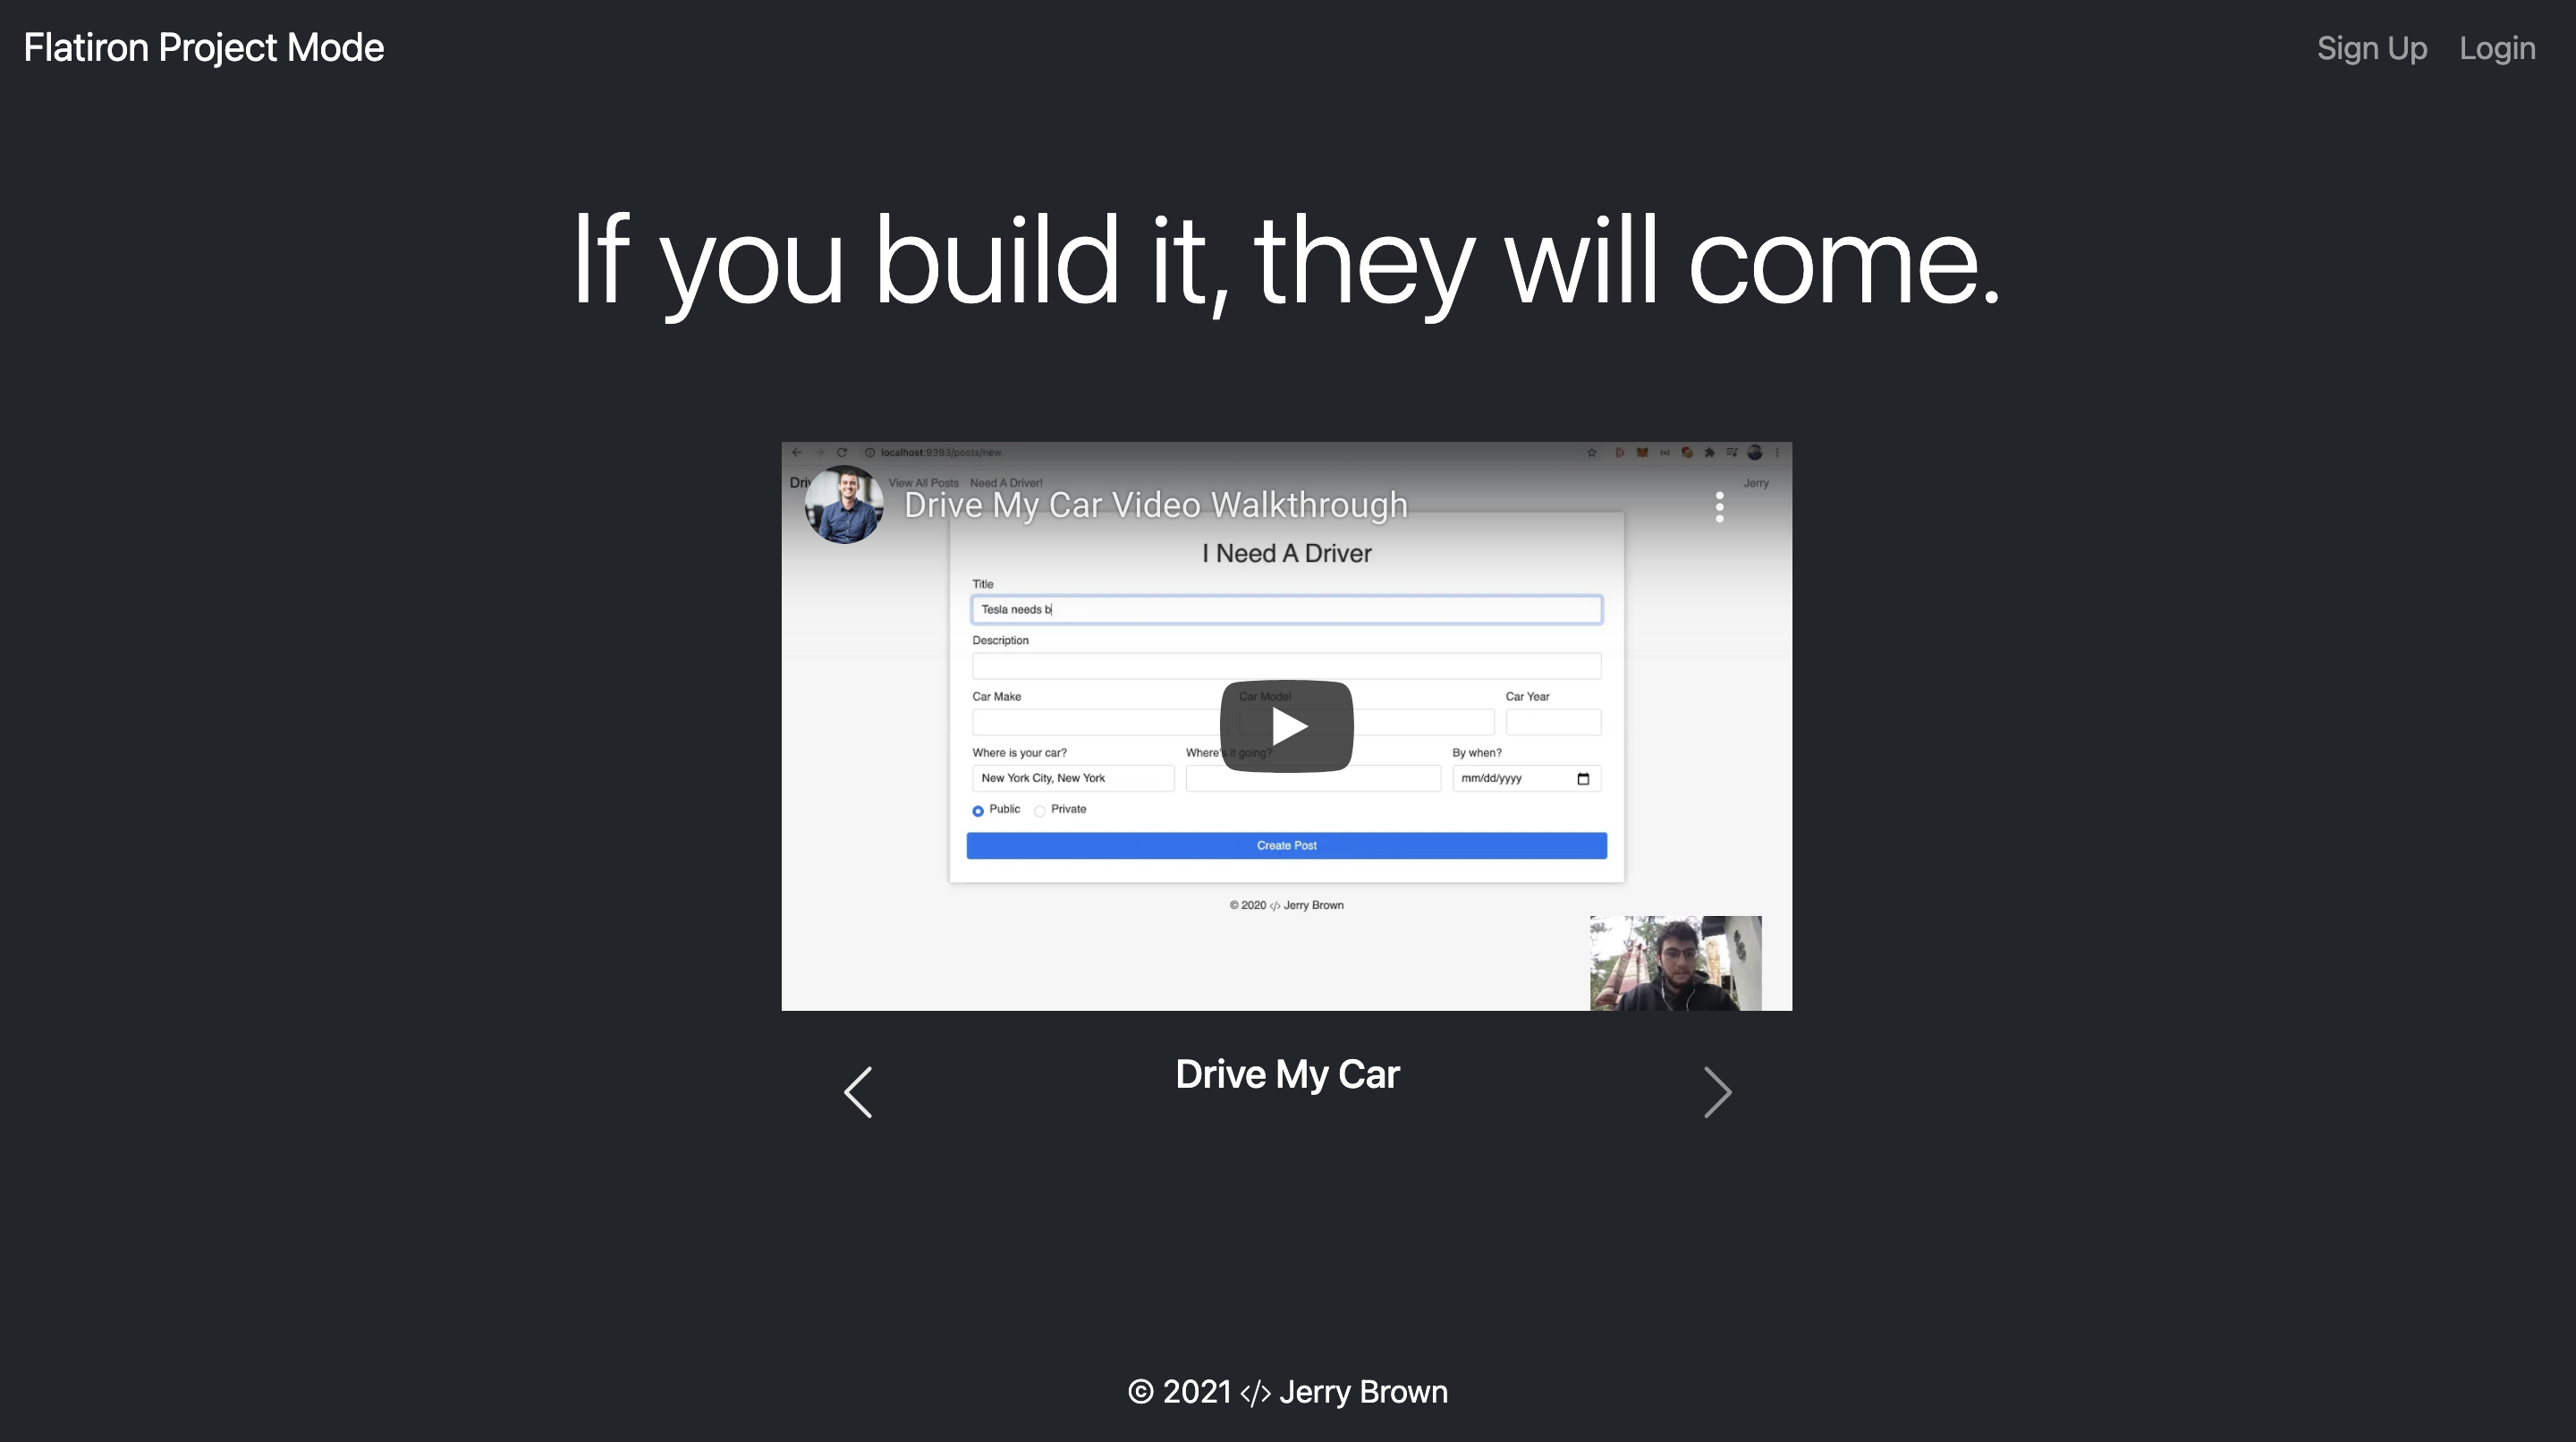 Flatiron Project Mode
Sign Up Login
If you build it, they will come.
localhost:9393/posts/new
View All Posts Need A Driver! Jerry
Drive My Car Video Walkthrough
I Need A Driver
Title
Tesla needs b
Description
Car Make Car Model Car Year
Where is your car? Where's it going? By when?
New York City, New York mm/dd/yyyy
Public Private
Create Post
© 2020 </> Jerry Brown
Drive My Car
© 2021 </> Jerry Brown